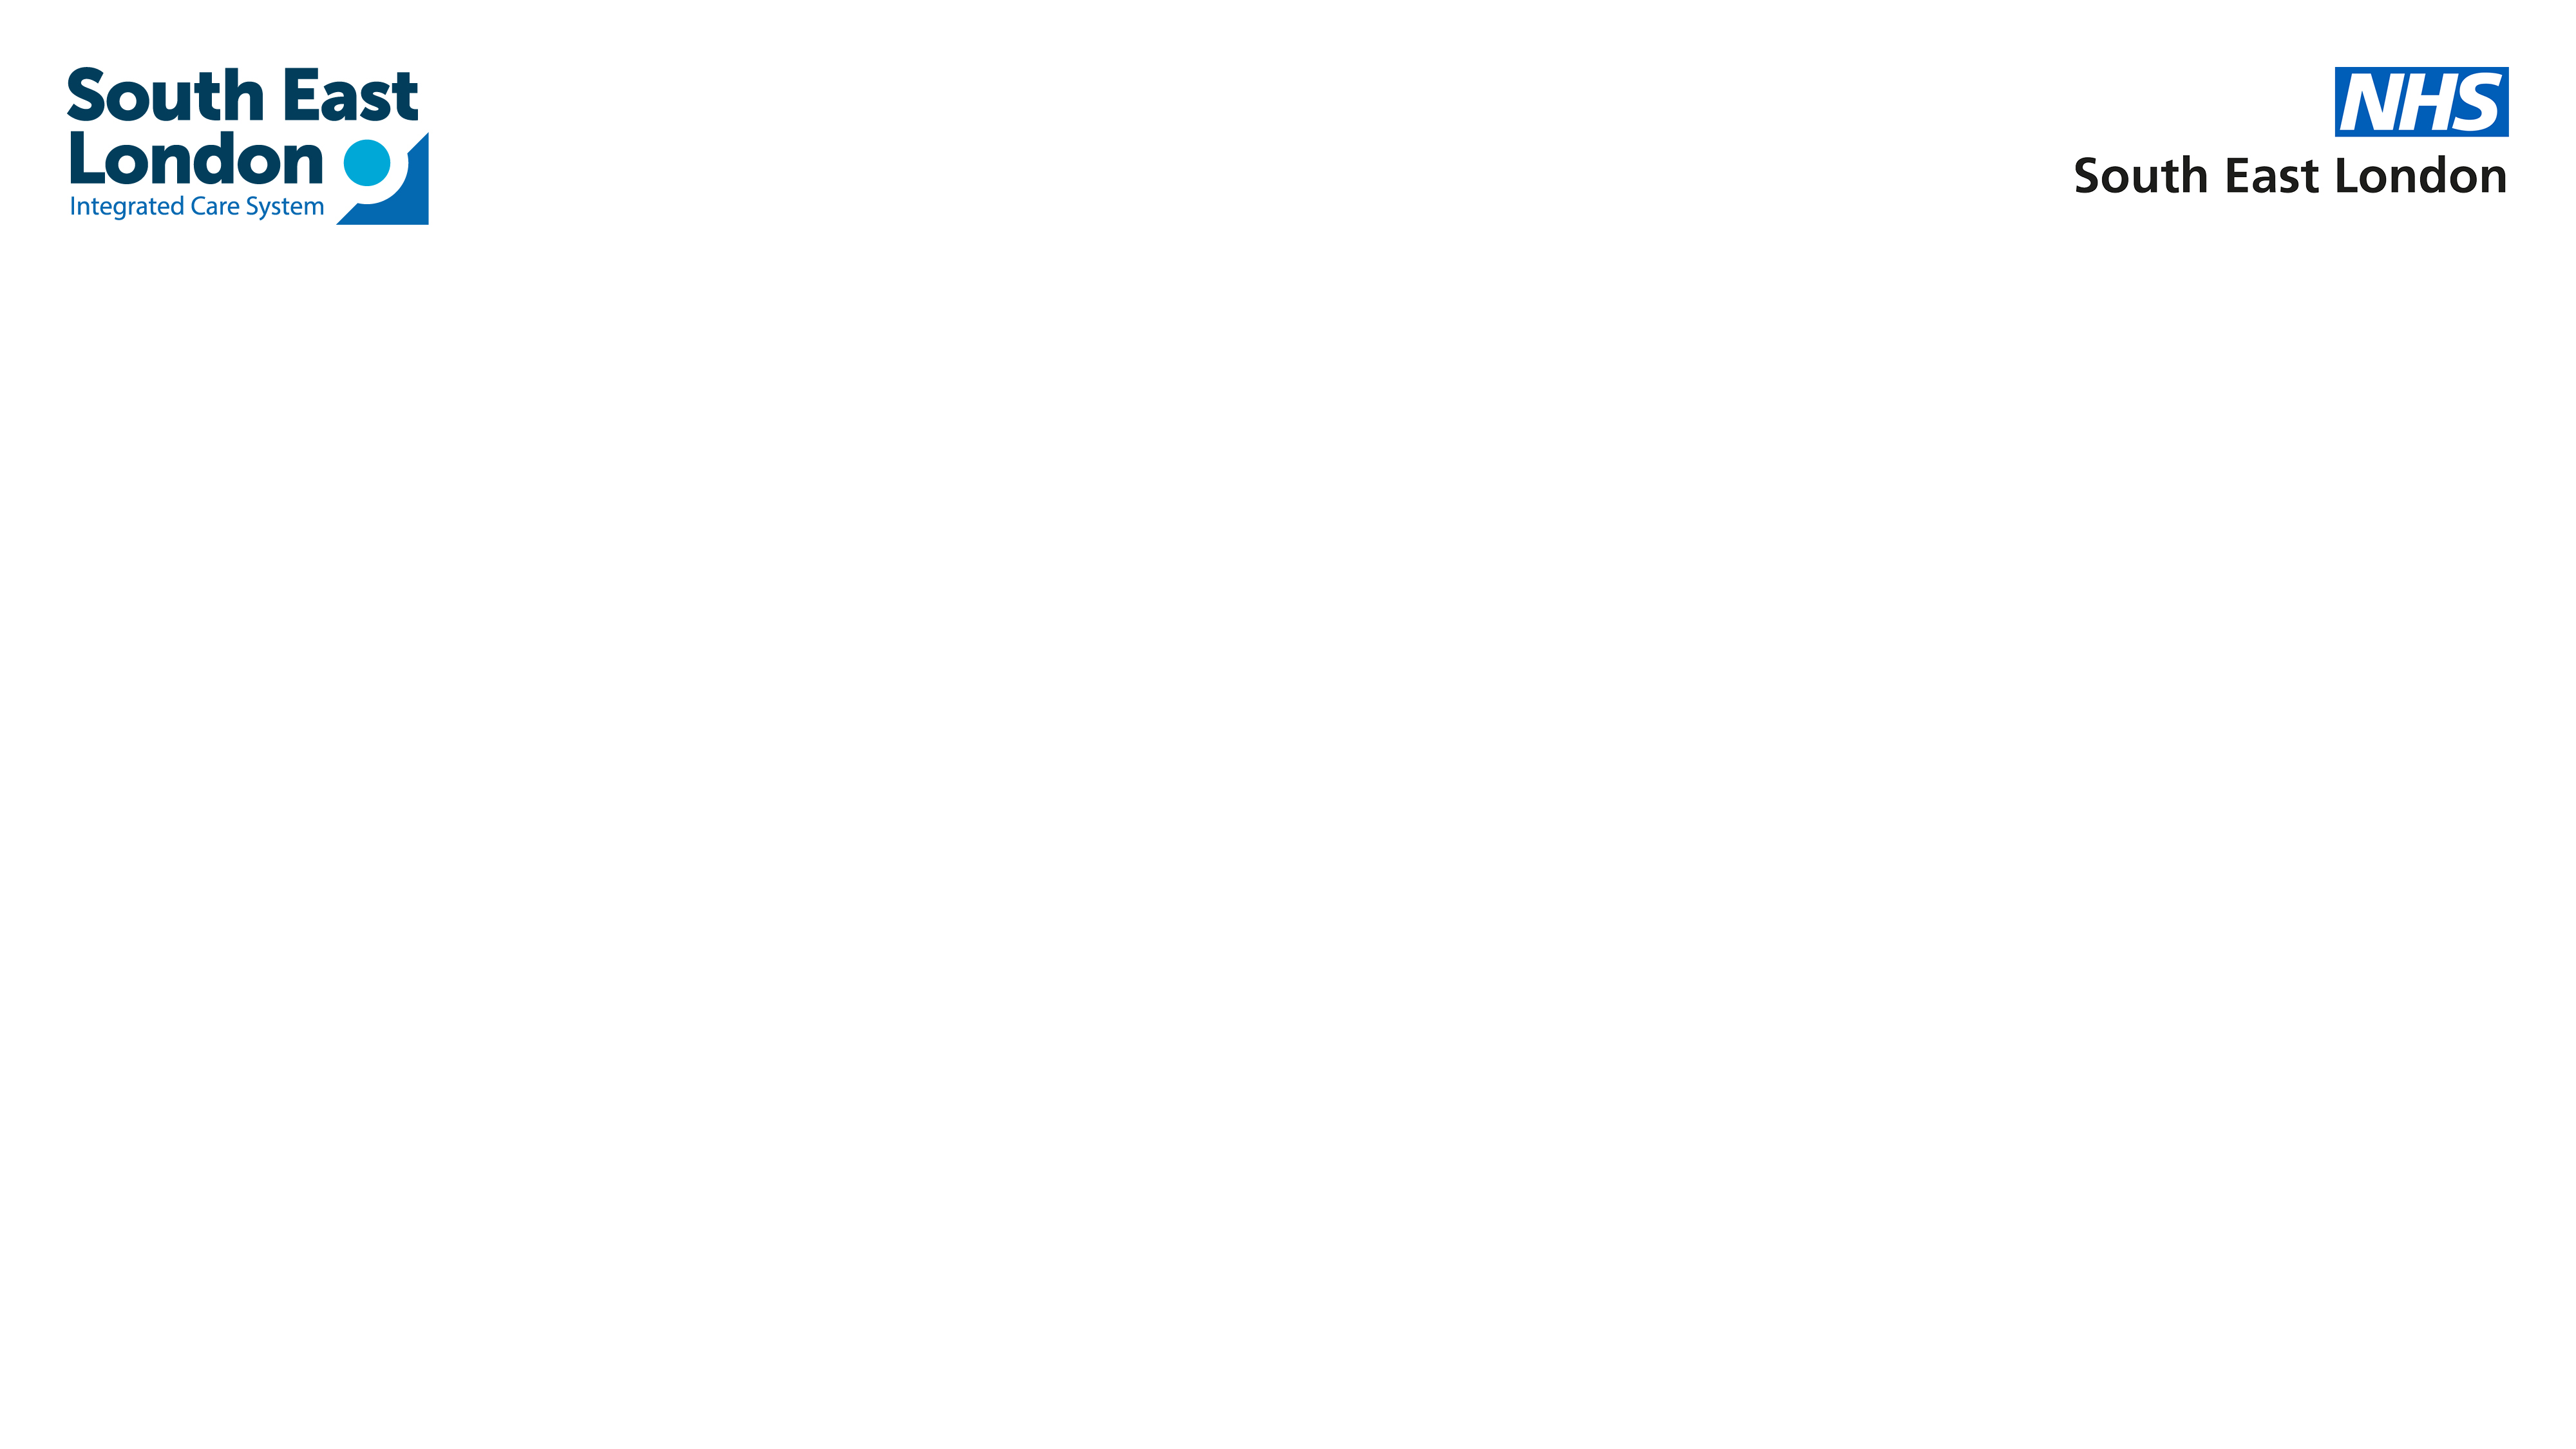 South East
London
Integrated Care System
NHS
South East London